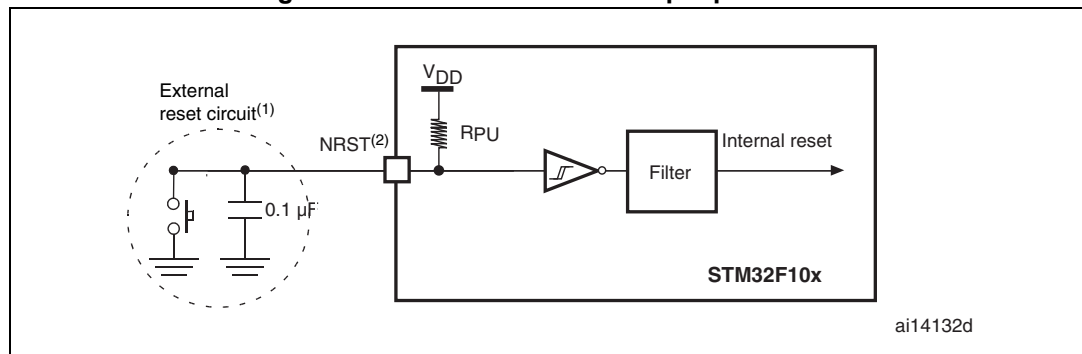 VDD
External
reset circuit(1)
NRST(2)
RPU
Internal reset
Filter
0.1 µF
STM32F10x
ai14132d